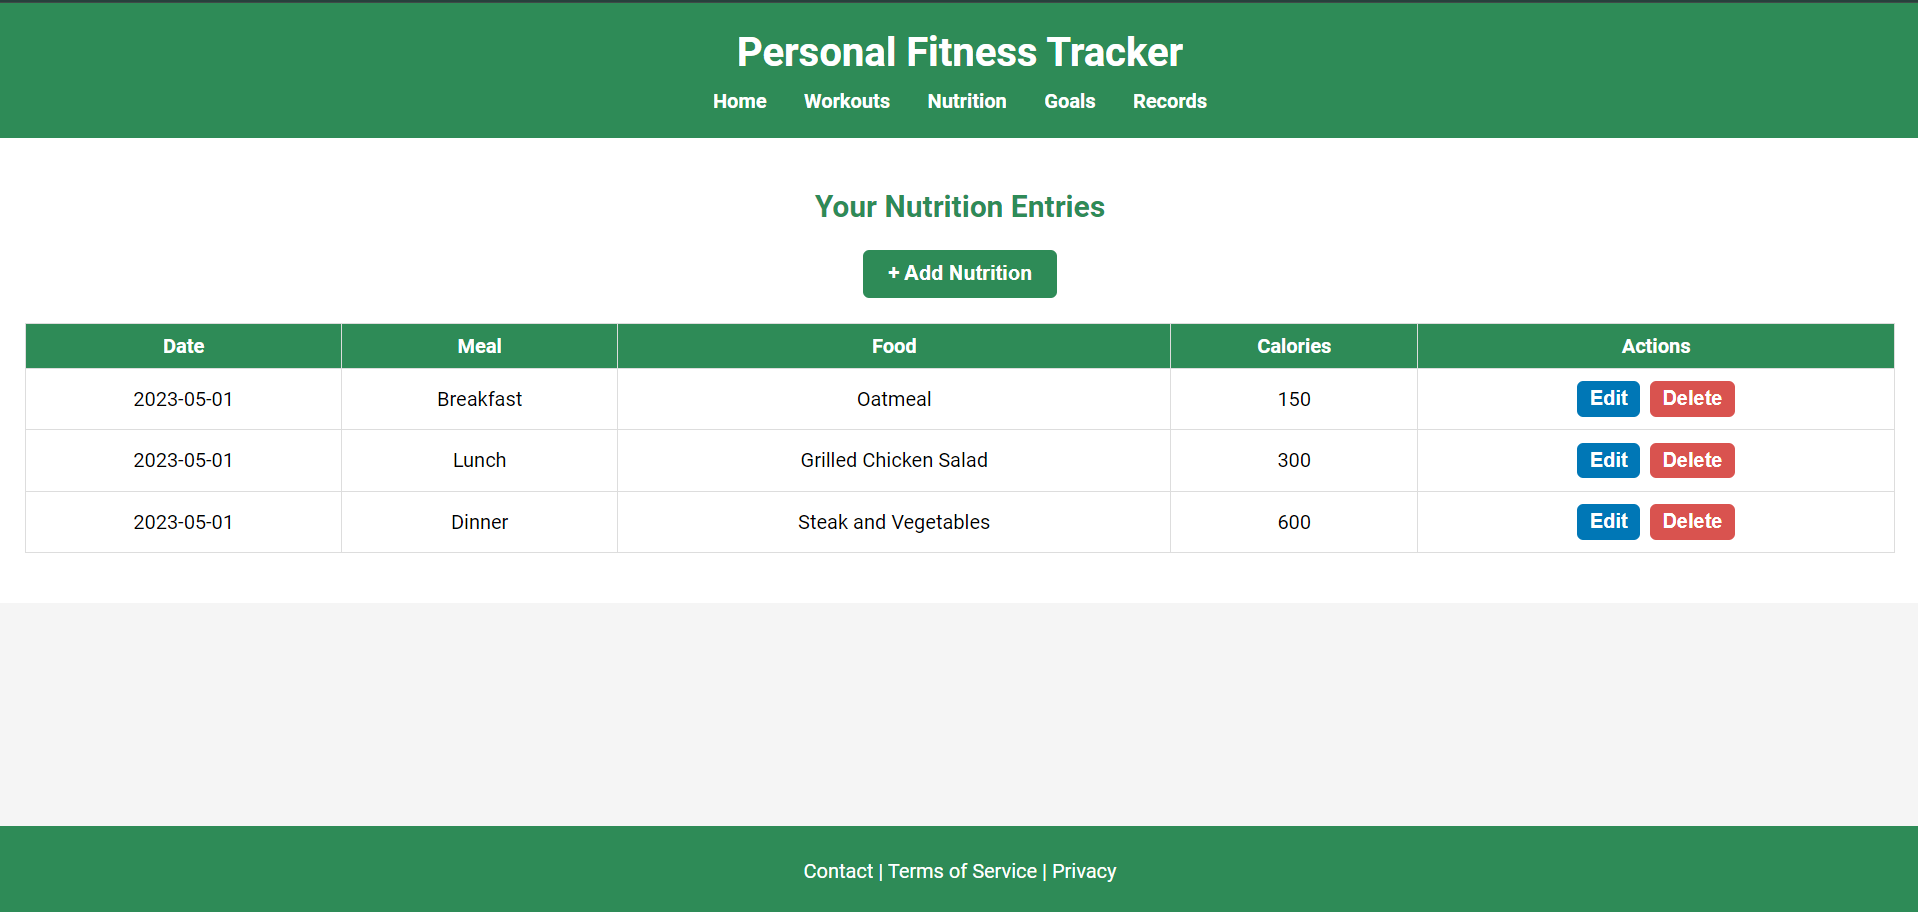 Personal Fitness Tracker
Home Workouts Nutrition Goals Records
Your Nutrition Entries
+ Add Nutrition
Date Meal Food Calories Actions
2023-05-01 Breakfast Oatmeal 150 Edit Delete
2023-05-01 Lunch Grilled Chicken Salad 300 Edit Delete
2023-05-01 Dinner Steak and Vegetables 600 Edit Delete
Contact | Terms of Service | Privacy